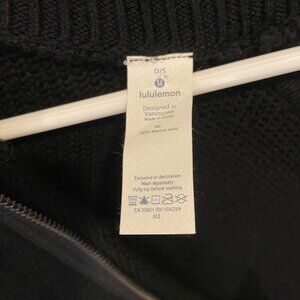 O/S
lululemon
Designed in
Vancouver
Made in China
100% Merino wool
Exclusive of decoration
Wash separately
Fully zip before washing
CA 35801 RN 106259